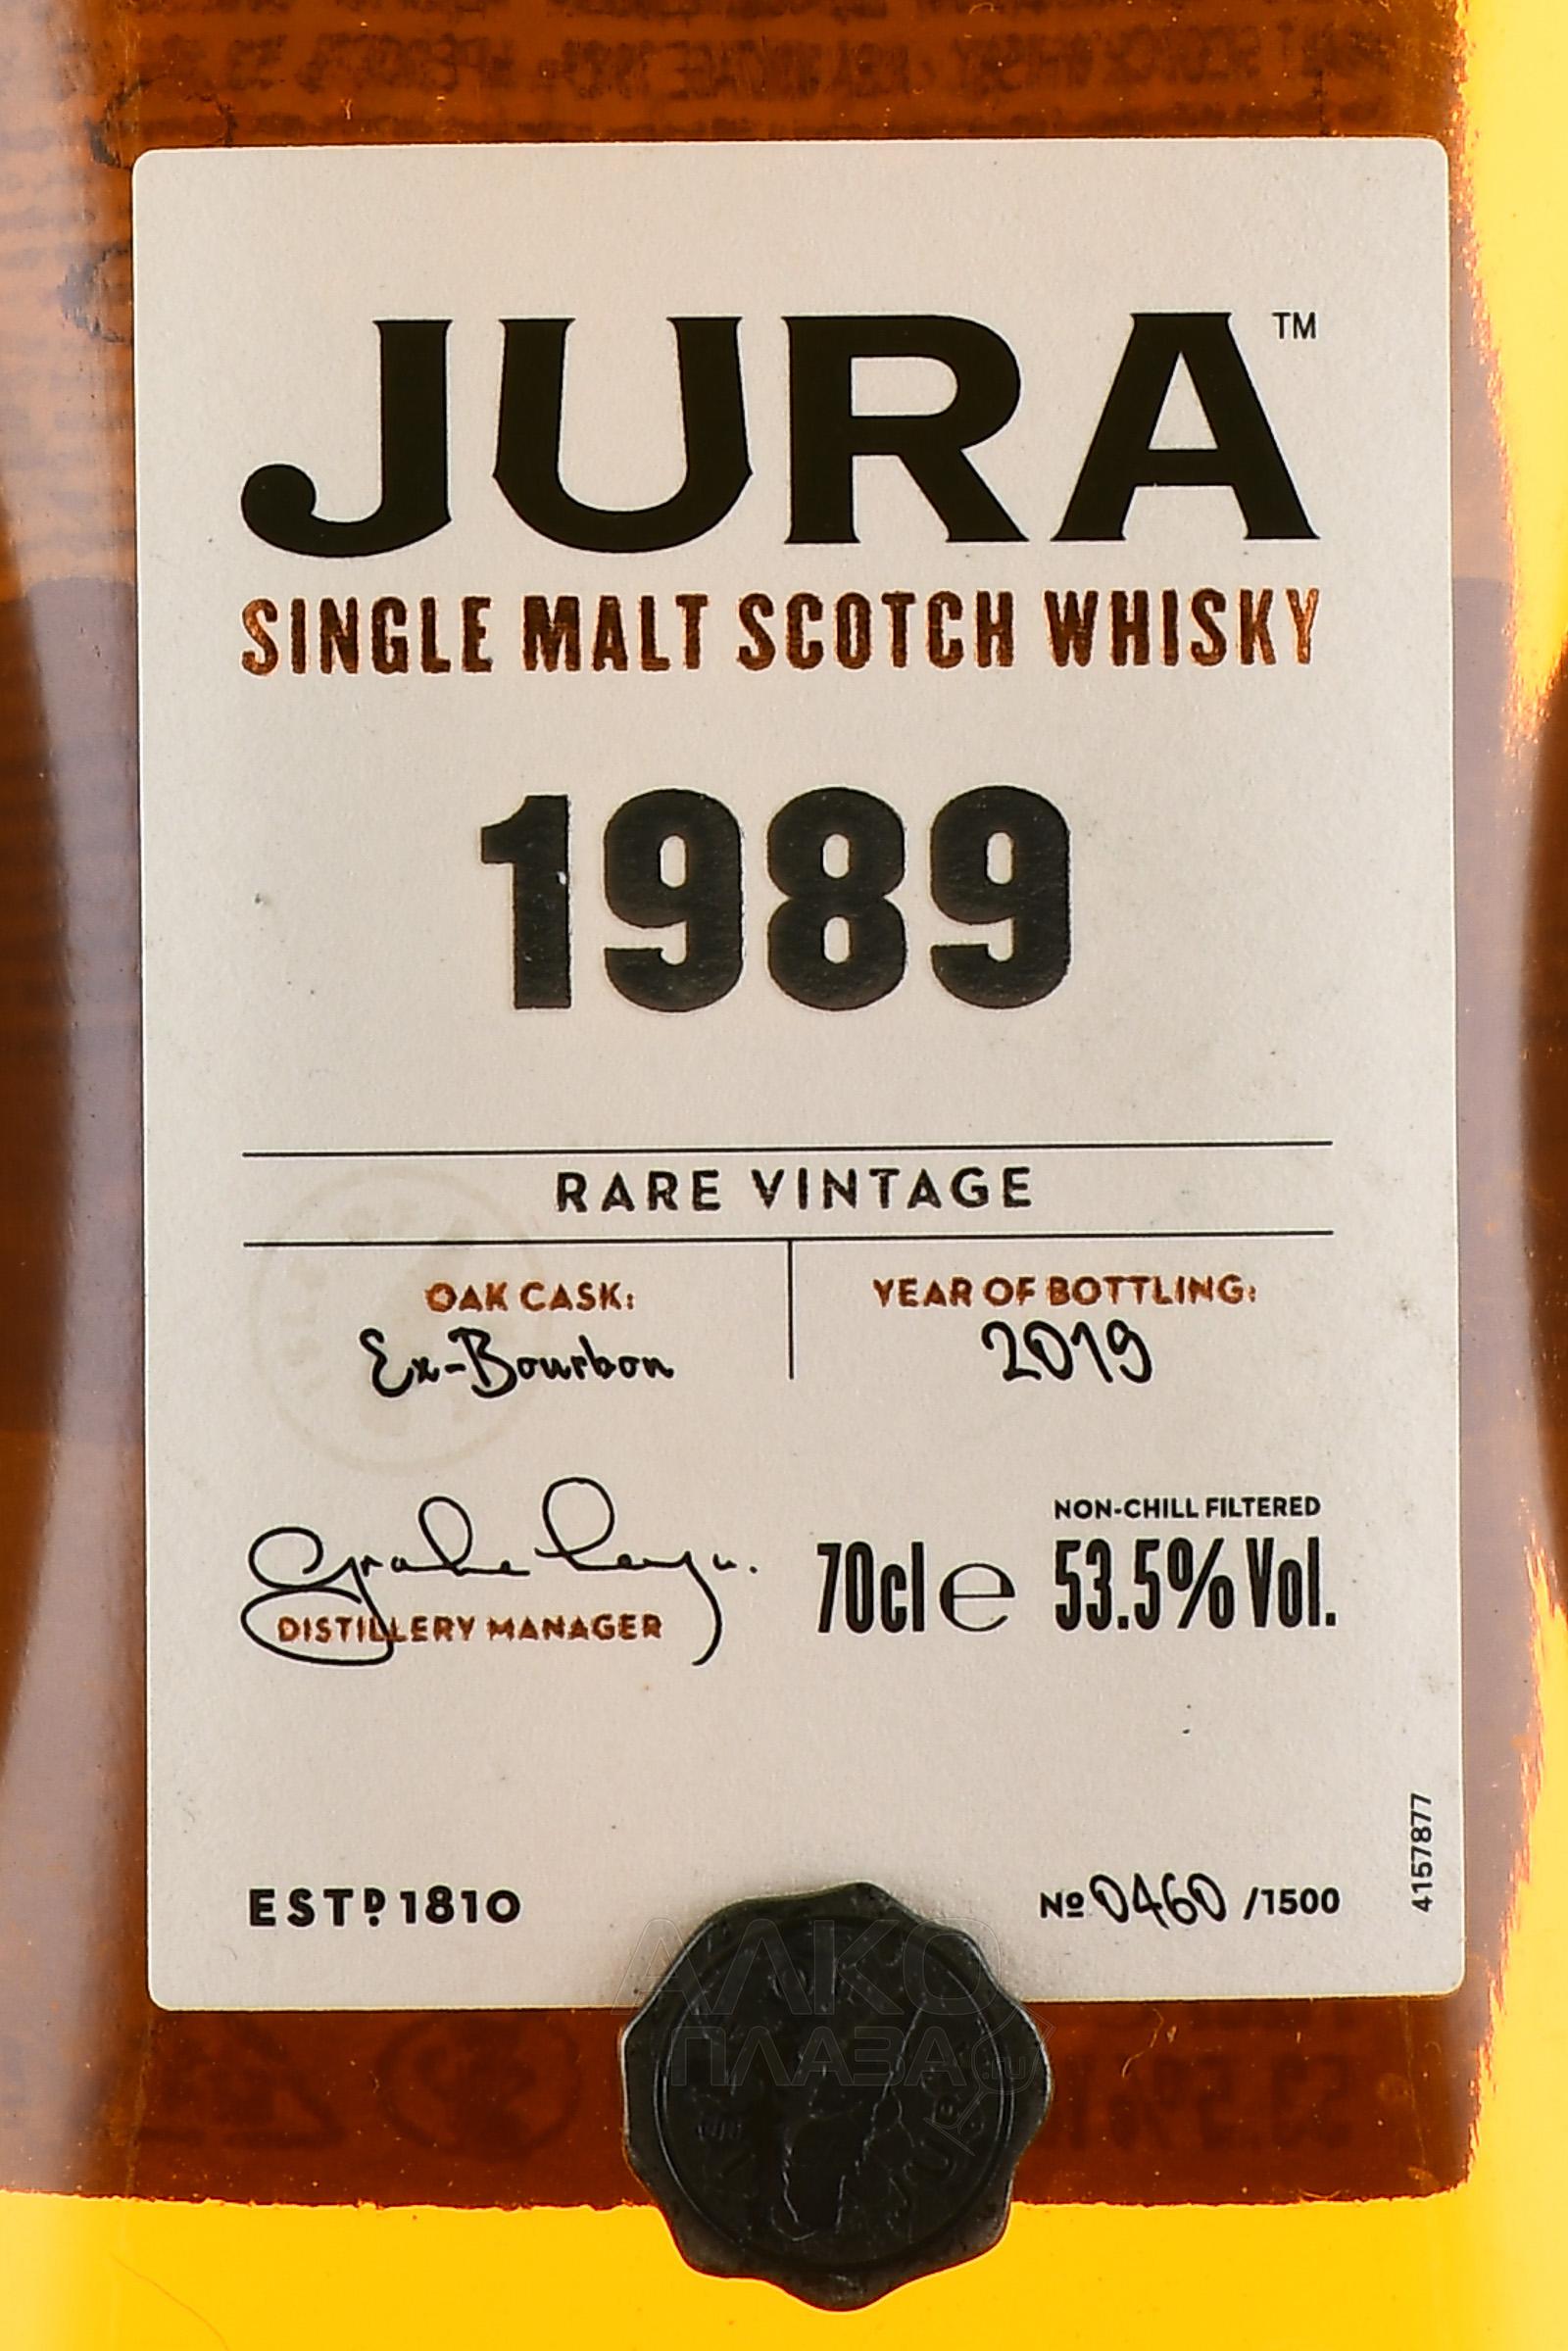 JURA™
SINGLE MALT SCOTCH WHISKY
1989
RARE VINTAGE
OAK CASK:
Ex-Bourbon
YEAR OF BOTTLING:
2019
DISTILLERY MANAGER
NON-CHILL FILTERED
70cl e 53.5% Vol.
ESTD 1810
Nº 0460 /1500
4157877
АЛКО
ПЛАЗА.ru